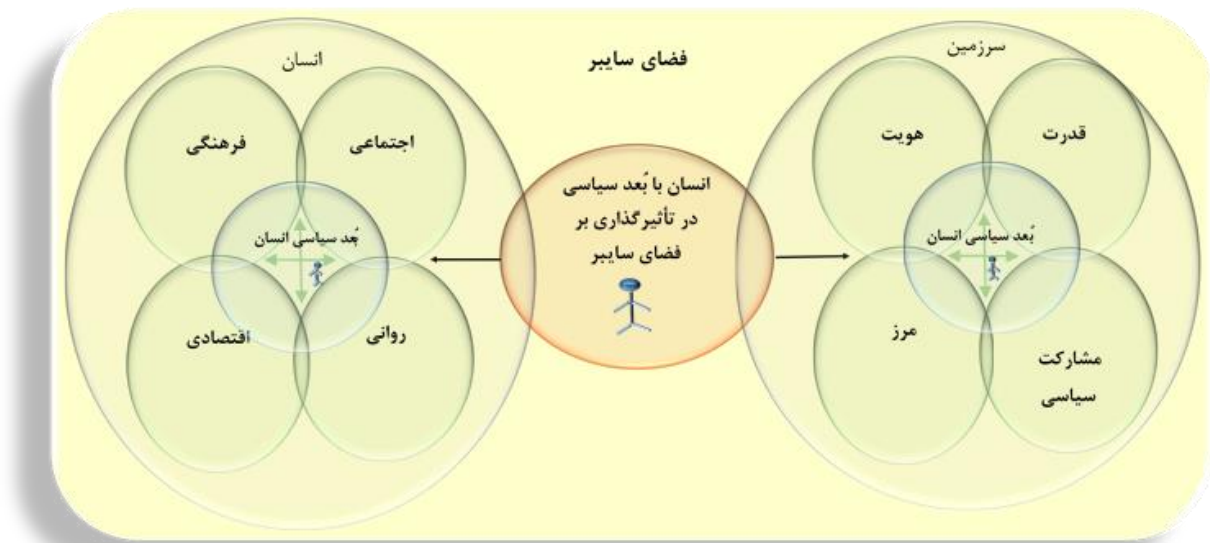 فضای سایبر
سرزمین
قدرت
هویت
بُعد سیاسی انسان
مرز
مشارکت
سیاسی
انسان با بُعد سیاسی
در تأثیرگذاری بر
فضای سایبر
انسان
اجتماعی
فرهنگی
بُعد سیاسی انسان
روانی
اقتصادی